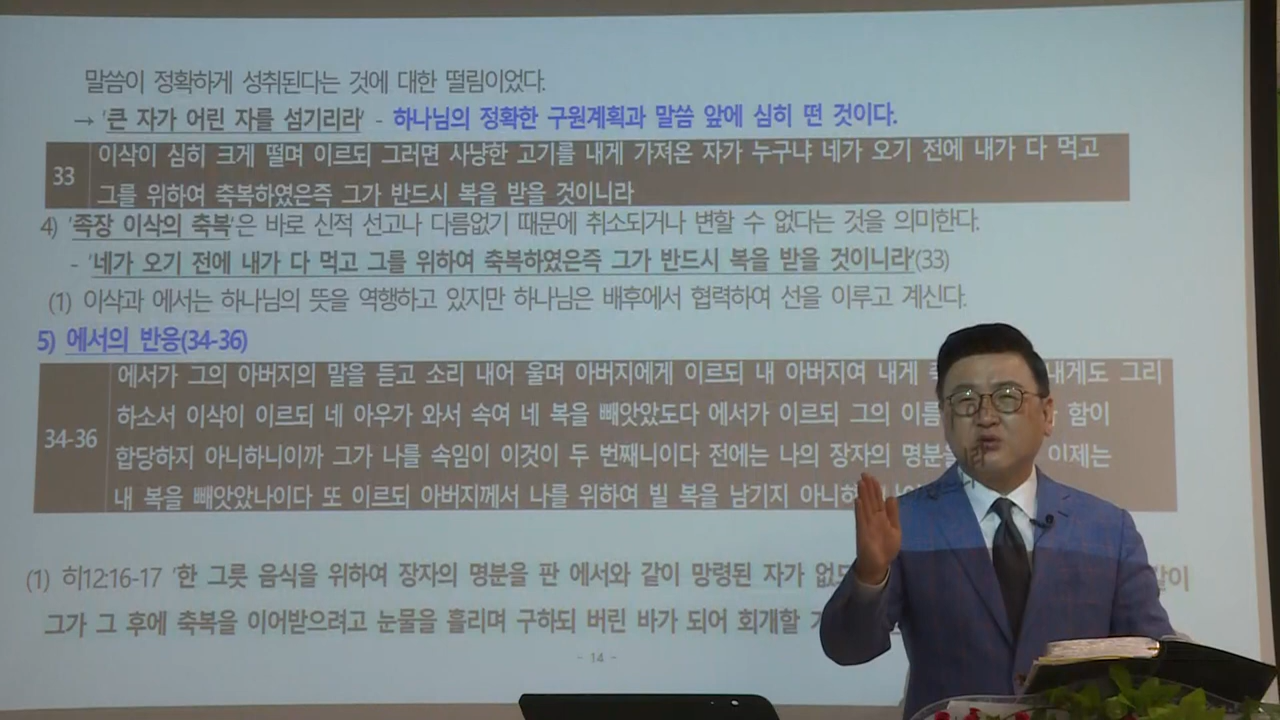 말씀이 정확하게 성취된다는 것에 대한 떨림이었다.
→ '큰 자가 어린 자를 섬기리라' - 하나님의 정확한 구원계획과 말씀 앞에 심히 떤 것이다.
33 이삭이 심히 크게 떨며 이르되 그러면 사냥한 고기를 내게 가져온 자가 누구냐 네가 오기 전에 내가 다 먹고
그를 위하여 축복하였은즉 그가 반드시 복을 받을 것이니라
4) '족장 이삭의 축복'은 바로 신적 선고나 다름없기 때문에 취소되거나 변할 수 없다는 것을 의미한다.
- '네가 오기 전에 내가 다 먹고 그를 위하여 축복하였은즉 그가 반드시 복을 받을 것이니라'(33)
(1) 이삭과 에서는 하나님의 뜻을 역행하고 있지만 하나님은 배후에서 협력하여 선을 이루고 계신다.
5) 에서의 반응(34-36)
에서가 그의 아버지의 말을 듣고 소리 내어 울며 아버지에게 이르되 내 아버지여 내게 내게도 그리
하소서 이삭이 이르되 네 아우가 와서 속여 네 복을 빼앗았도다 에서가 이르되 그의 이름 함이
34-36 합당하지 아니하니이까 그가 나를 속임이 이것이 두 번째니이다 전에는 나의 장자의 명분을 이제는
내 복을 빼앗았나이다 또 이르되 아버지께서 나를 위하여 빌 복을 남기지
(1) 히12:16-17 '한 그릇 음식을 위하여 장자의 명분을 판 에서와 같이 망령된 자가 같이
그가 그 후에 축복을 이어받으려고 눈물을 흘리며 구하되 버린 바가 되어 회개할
- 14 -